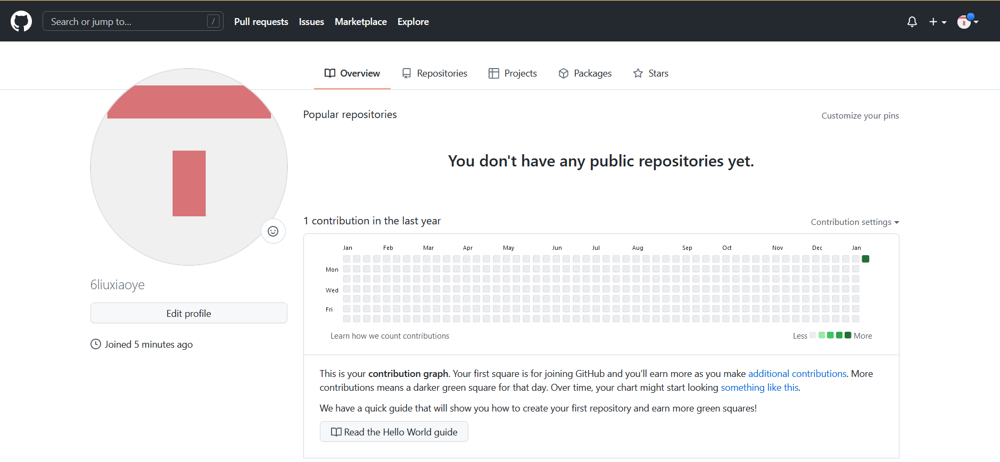 Search or jump to... / Pull requests Issues Marketplace Explore
Overview Repositories Projects Packages Stars
Popular repositories Customize your pins
You don't have any public repositories yet.
1 contribution in the last year Contribution settings
Jan Feb Mar Apr May Jun Jul Aug Sep Oct Nov Dec Jan
Mon
Wed
Fri
Learn how we count contributions Less More
6liuxiaoye
Edit profile
Joined 5 minutes ago
This is your contribution graph. Your first square is for joining GitHub and you’ll earn more as you make additional contributions. More
contributions means a darker green square for that day. Over time, your chart might start looking something like this.
We have a quick guide that will show you how to create your first repository and earn more green squares!
Read the Hello World guide